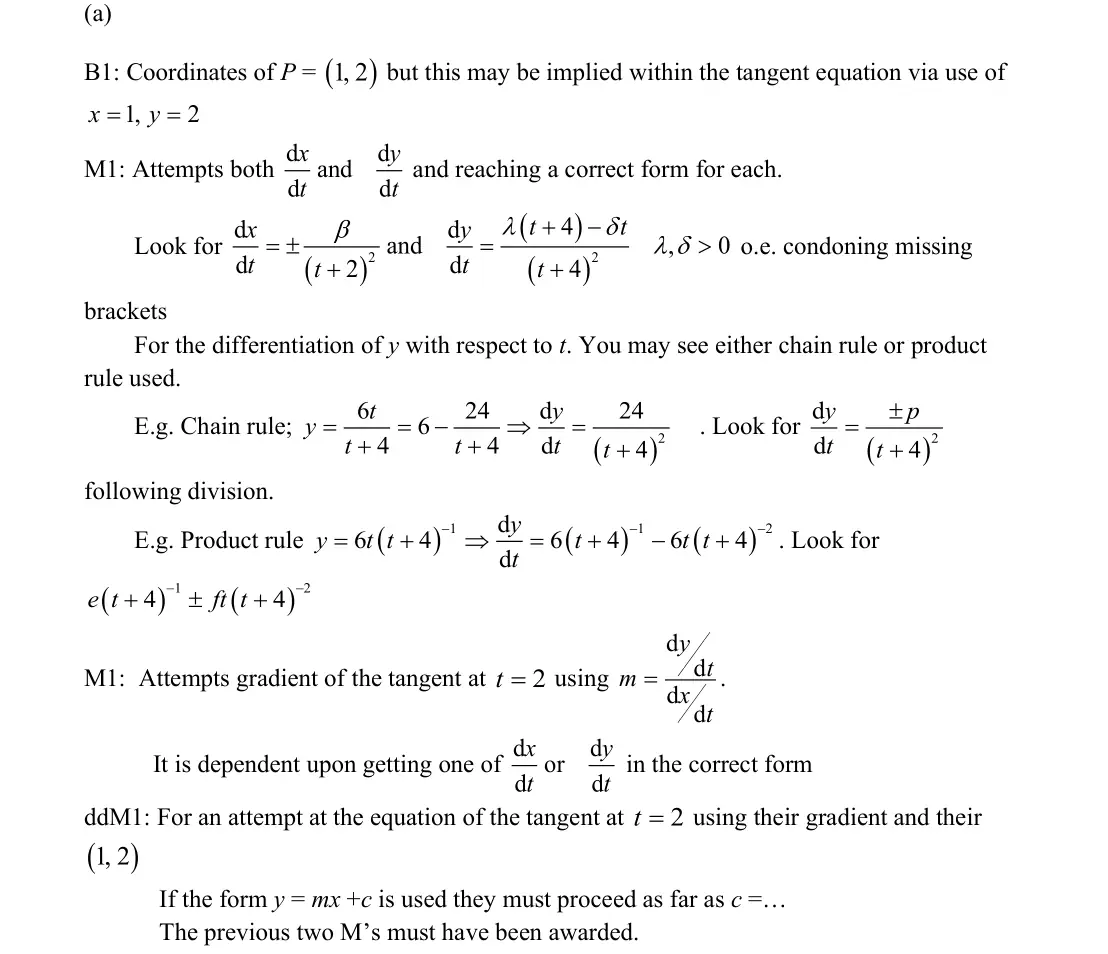 (a)
B1: Coordinates of P = (1, 2) but this may be implied within the tangent equation via use of
x = 1, y = 2
M1: Attempts both dx/dt and dy/dt and reaching a correct form for each.
Look for dx/dt = ± β/(t + 2)² and dy/dt = (λ(t + 4) − δt)/(t + 4)² λ, δ > 0 o.e. condoning missing
brackets
For the differentiation of y with respect to t. You may see either chain rule or product
rule used.
E.g. Chain rule; y = 6t/(t + 4) = 6 − 24/(t + 4) ⇒ dy/dt = 24/(t + 4)² . Look for dy/dt = ±p/(t + 4)²
following division.
E.g. Product rule y = 6t(t + 4)⁻¹ ⇒ dy/dt = 6(t + 4)⁻¹ − 6t(t + 4)⁻² . Look for
e(t + 4)⁻¹ ± ft(t + 4)⁻²
M1: Attempts gradient of the tangent at t = 2 using m = (dy/dt)/(dx/dt).
It is dependent upon getting one of dx/dt or dy/dt in the correct form
ddM1: For an attempt at the equation of the tangent at t = 2 using their gradient and their
(1, 2)
If the form y = mx +c is used they must proceed as far as c =…
The previous two M's must have been awarded.